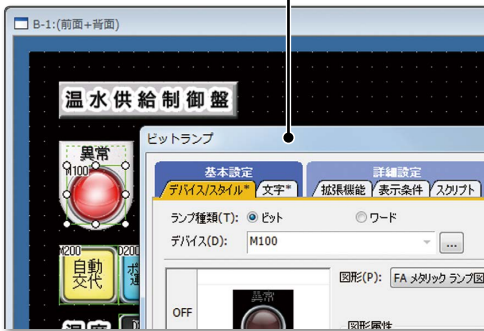 B-1:(前面+背面)
温水供給制御盤
ビットランプ
異常
M100
基本設定
詳細設定
デバイス/スタイル*
文字*
拡張機能
表示条件
スクリプト
ランプ種類(T):
ビット
ワード
デバイス(D):
M100
...
M200
D200
自動
交代
図形(P):
FA メタリック ランプ図
異常
OFF
図形属性